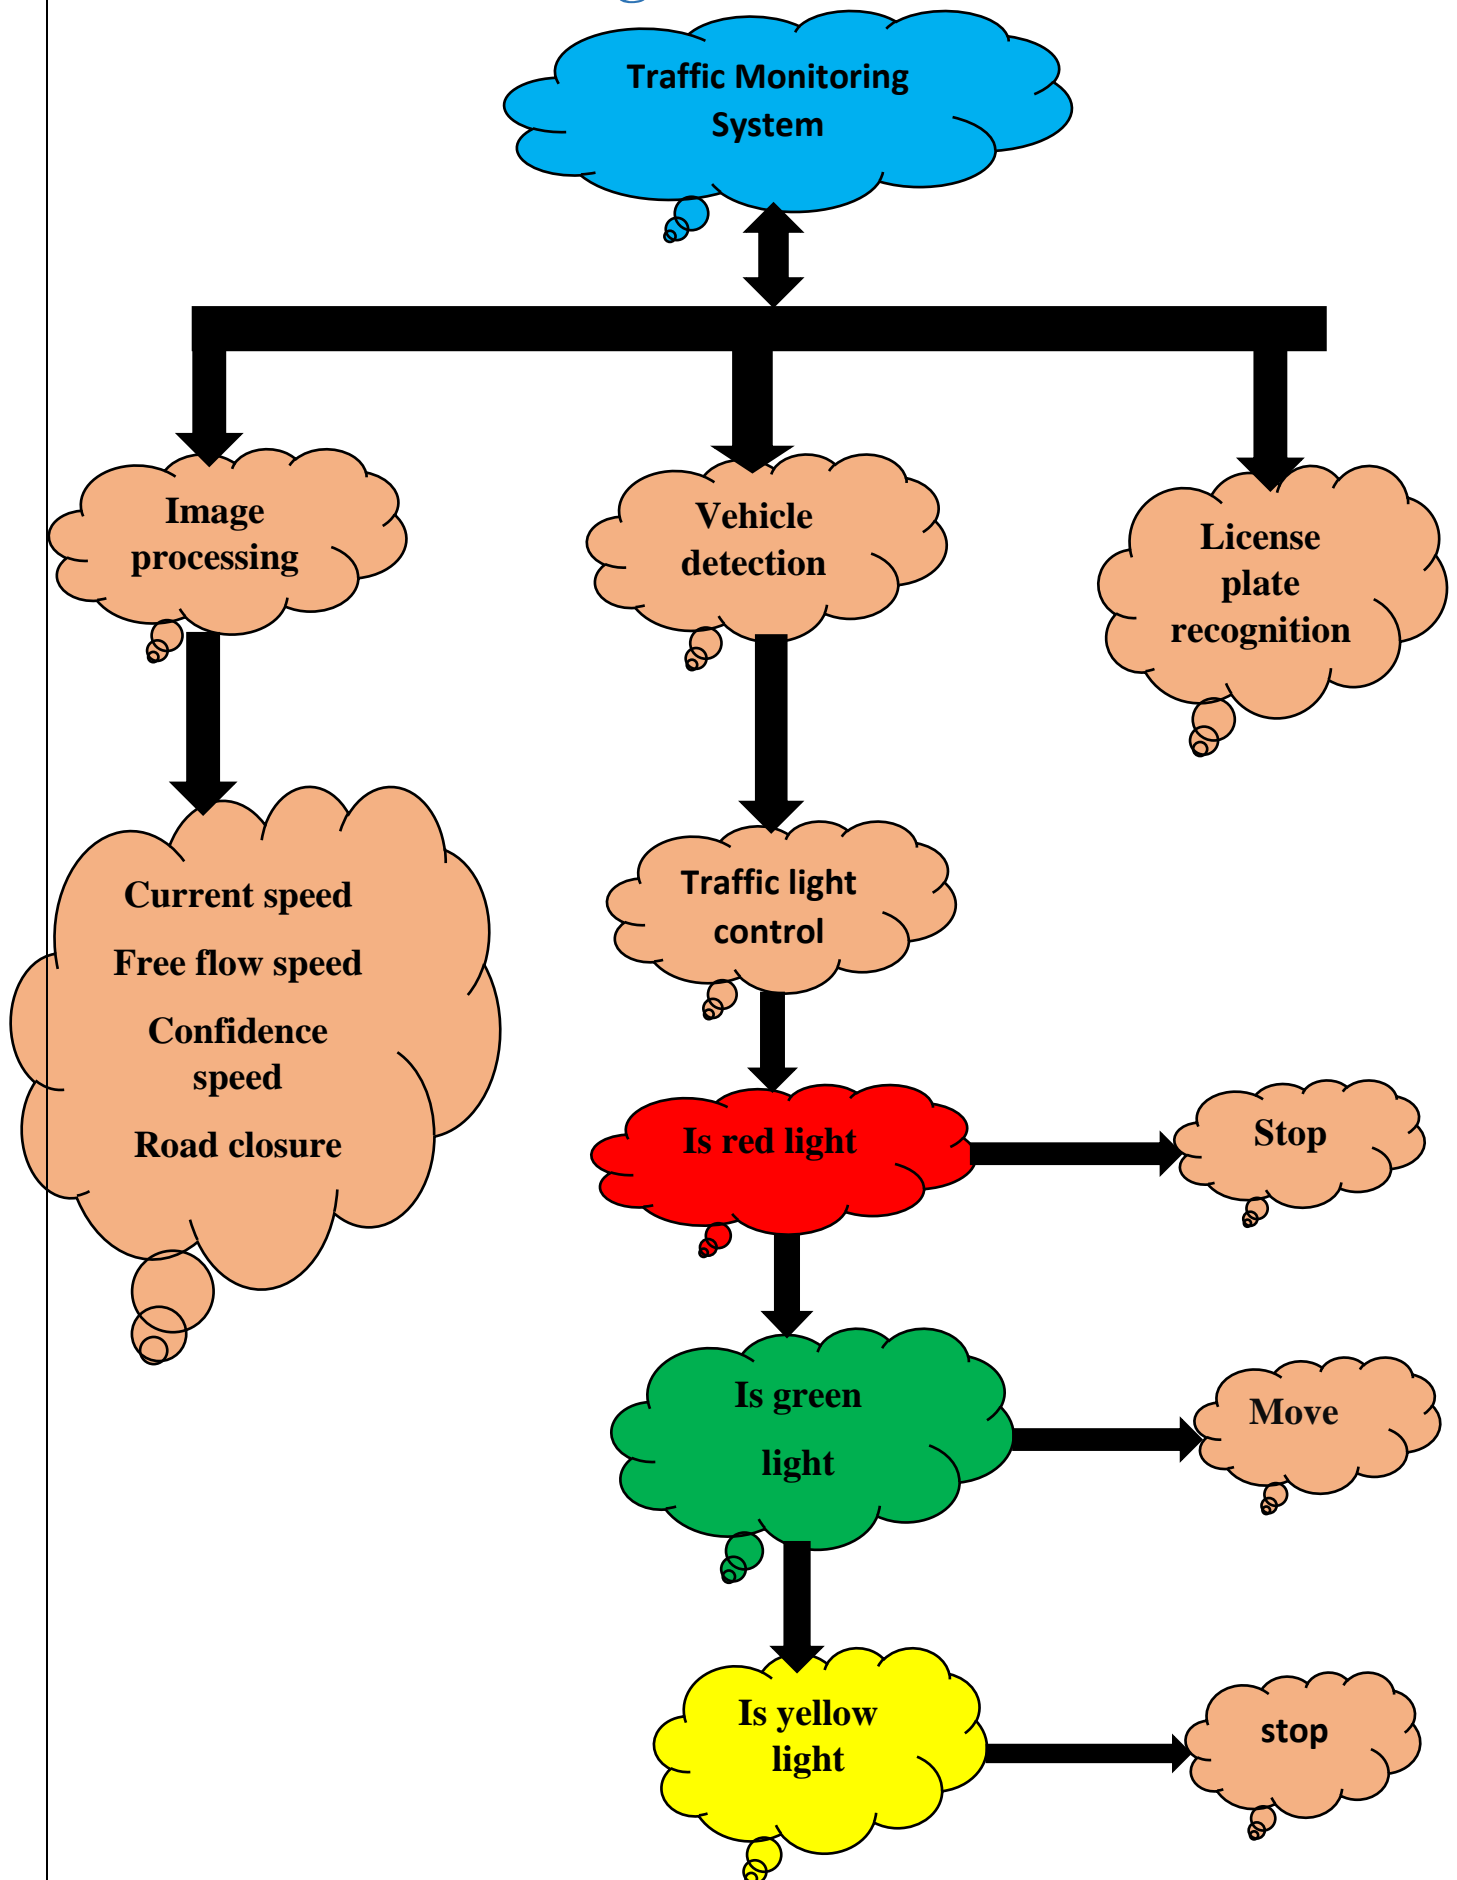 Traffic Monitoring
System
Image
processing
Vehicle
detection
License
plate
recognition
Current speed
Free flow speed
Confidence
speed
Road closure
Traffic light
control
Is red light
Stop
Is green
light
Move
Is yellow
light
stop